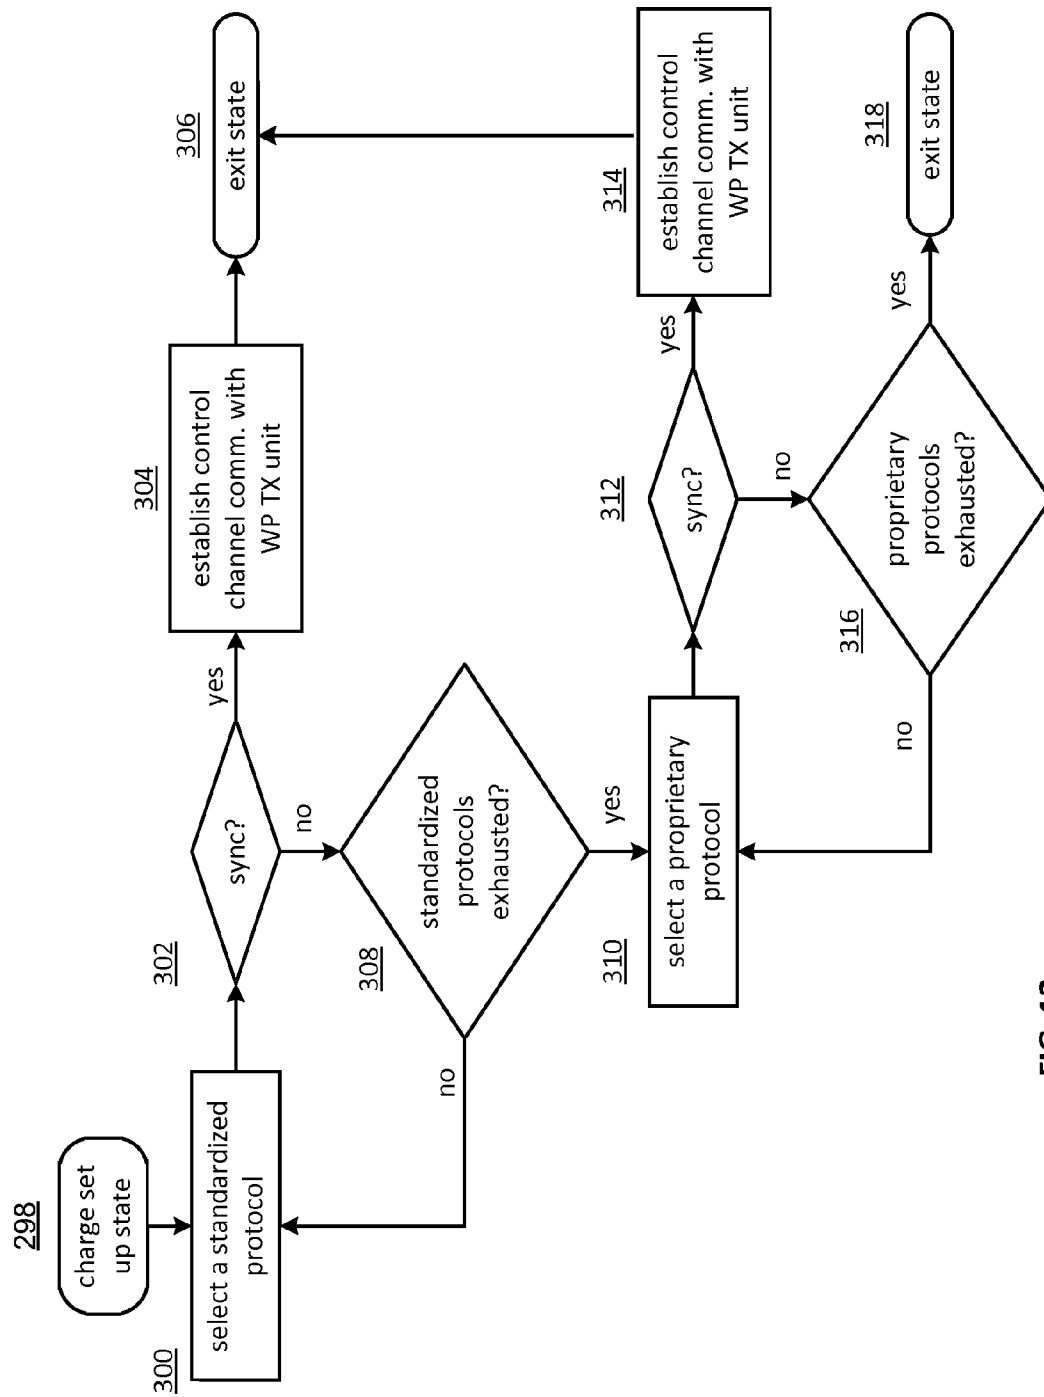 298
charge set
up state
300
select a standardized
protocol
302
sync?
yes
no
304
establish control
channel comm. with
WP TX unit
306
exit state
308
standardized
protocols
exhausted?
no
yes
310
select a proprietary
protocol
312
sync?
yes
no
314
establish control
channel comm. with
WP TX unit
316
proprietary
protocols
exhausted?
no
yes
318
exit state